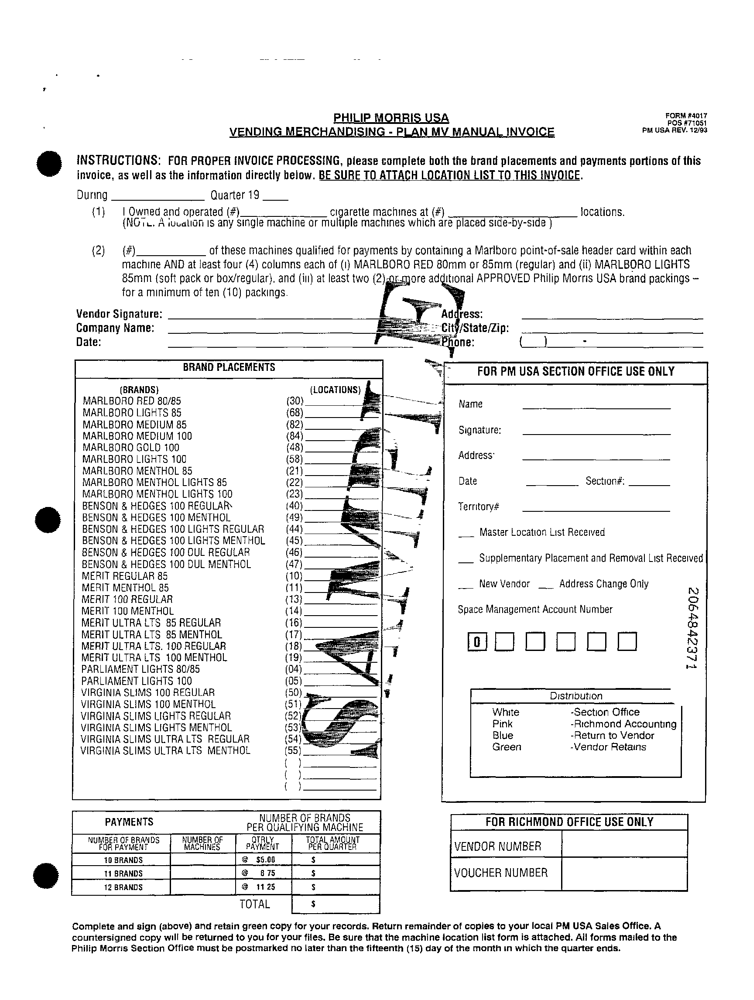 PHILIP MORRIS USA
VENDING MERCHANDISING - PLAN MV MANUAL INVOICE
FORM #4017
POS #71051
PM USA REV. 12/93
INSTRUCTIONS: FOR PROPER INVOICE PROCESSING, please complete both the brand placements and payments portions of this
invoice, as well as the information directly below. BE SURE TO ATTACH LOCATION LIST TO THIS INVOICE.
During ____________ Quarter 19 ____
(1) I Owned and operated (#)____________ cigarette machines at (#) ____________ locations.
(NOTE. A location is any single machine or multiple machines which are placed side-by-side )
(2) (#)____________ of these machines qualified for payments by containing a Marlboro point-of-sale header card within each
machine AND at least four (4) columns each of (i) MARLBORO RED 80mm or 85mm (regular) and (ii) MARLBORO LIGHTS
85mm (soft pack or box/regular), and (iii) at least two (2) or more additional APPROVED Philip Morris USA brand packings –
for a minimum of ten (10) packings.
Vendor Signature: ____________ Address:
Company Name: ____________ City/State/Zip:
Date: Phone: ( ) -
BRAND PLACEMENTS
(BRANDS) (LOCATIONS)
MARLBORO RED 80/85 (30)
MARLBORO LIGHTS 85 (68)
MARLBORO MEDIUM 85 (82)
MARLBORO MEDIUM 100 (84)
MARLBORO GOLD 100 (48)
MARLBORO LIGHTS 100 (58)
MARLBORO MENTHOL 85 (21)
MARLBORO MENTHOL LIGHTS 85 (22)
MARLBORO MENTHOL LIGHTS 100 (23)
BENSON & HEDGES 100 REGULAR (40)
BENSON & HEDGES 100 MENTHOL (49)
BENSON & HEDGES 100 LIGHTS REGULAR (44)
BENSON & HEDGES 100 LIGHTS MENTHOL (45)
BENSON & HEDGES 100 DUL REGULAR (46)
BENSON & HEDGES 100 DUL MENTHOL (47)
MERIT REGULAR 85 (10)
MERIT MENTHOL 85 (11)
MERIT 100 REGULAR (13)
MERIT 100 MENTHOL (14)
MERIT ULTRA LTS 85 REGULAR (16)
MERIT ULTRA LTS 85 MENTHOL (17)
MERIT ULTRA LTS. 100 REGULAR (18)
MERIT ULTRA LTS 100 MENTHOL (19)
PARLIAMENT LIGHTS 80/85 (04)
PARLIAMENT LIGHTS 100 (05)
VIRGINIA SLIMS 100 REGULAR (50)
VIRGINIA SLIMS 100 MENTHOL (51)
VIRGINIA SLIMS LIGHTS REGULAR (52)
VIRGINIA SLIMS LIGHTS MENTHOL (53)
VIRGINIA SLIMS ULTRA LTS REGULAR (54)
VIRGINIA SLIMS ULTRA LTS MENTHOL (55)
( )
( )
( )
FOR PM USA SECTION OFFICE USE ONLY
Name
Signature:
Address:
Date ____________ Section#: ________
Territory#
___ Master Location List Received
___ Supplementary Placement and Removal List Received
___ New Vendor ___ Address Change Only
Space Management Account Number
0
Distribution
White -Section Office
Pink -Richmond Accounting
Blue -Return to Vendor
Green -Vendor Retains
2064842371
PAYMENTS NUMBER OF BRANDS
PER QUALIFYING MACHINE
NUMBER OF BRANDS
FOR PAYMENT NUMBER OF
MACHINES QTRLY
PAYMENT TOTAL AMOUNT
PER QUARTER
10 BRANDS @ $5.00 $
11 BRANDS @ 8 75 $
12 BRANDS @ 11 25 $
TOTAL $
FOR RICHMOND OFFICE USE ONLY
VENDOR NUMBER
VOUCHER NUMBER
Complete and sign (above) and retain green copy for your records. Return remainder of copies to your local PM USA Sales Office. A
countersigned copy will be returned to you for your files. Be sure that the machine location list form is attached. All forms mailed to the
Philip Morris Section Office must be postmarked no later than the fifteenth (15) day of the month in which the quarter ends.